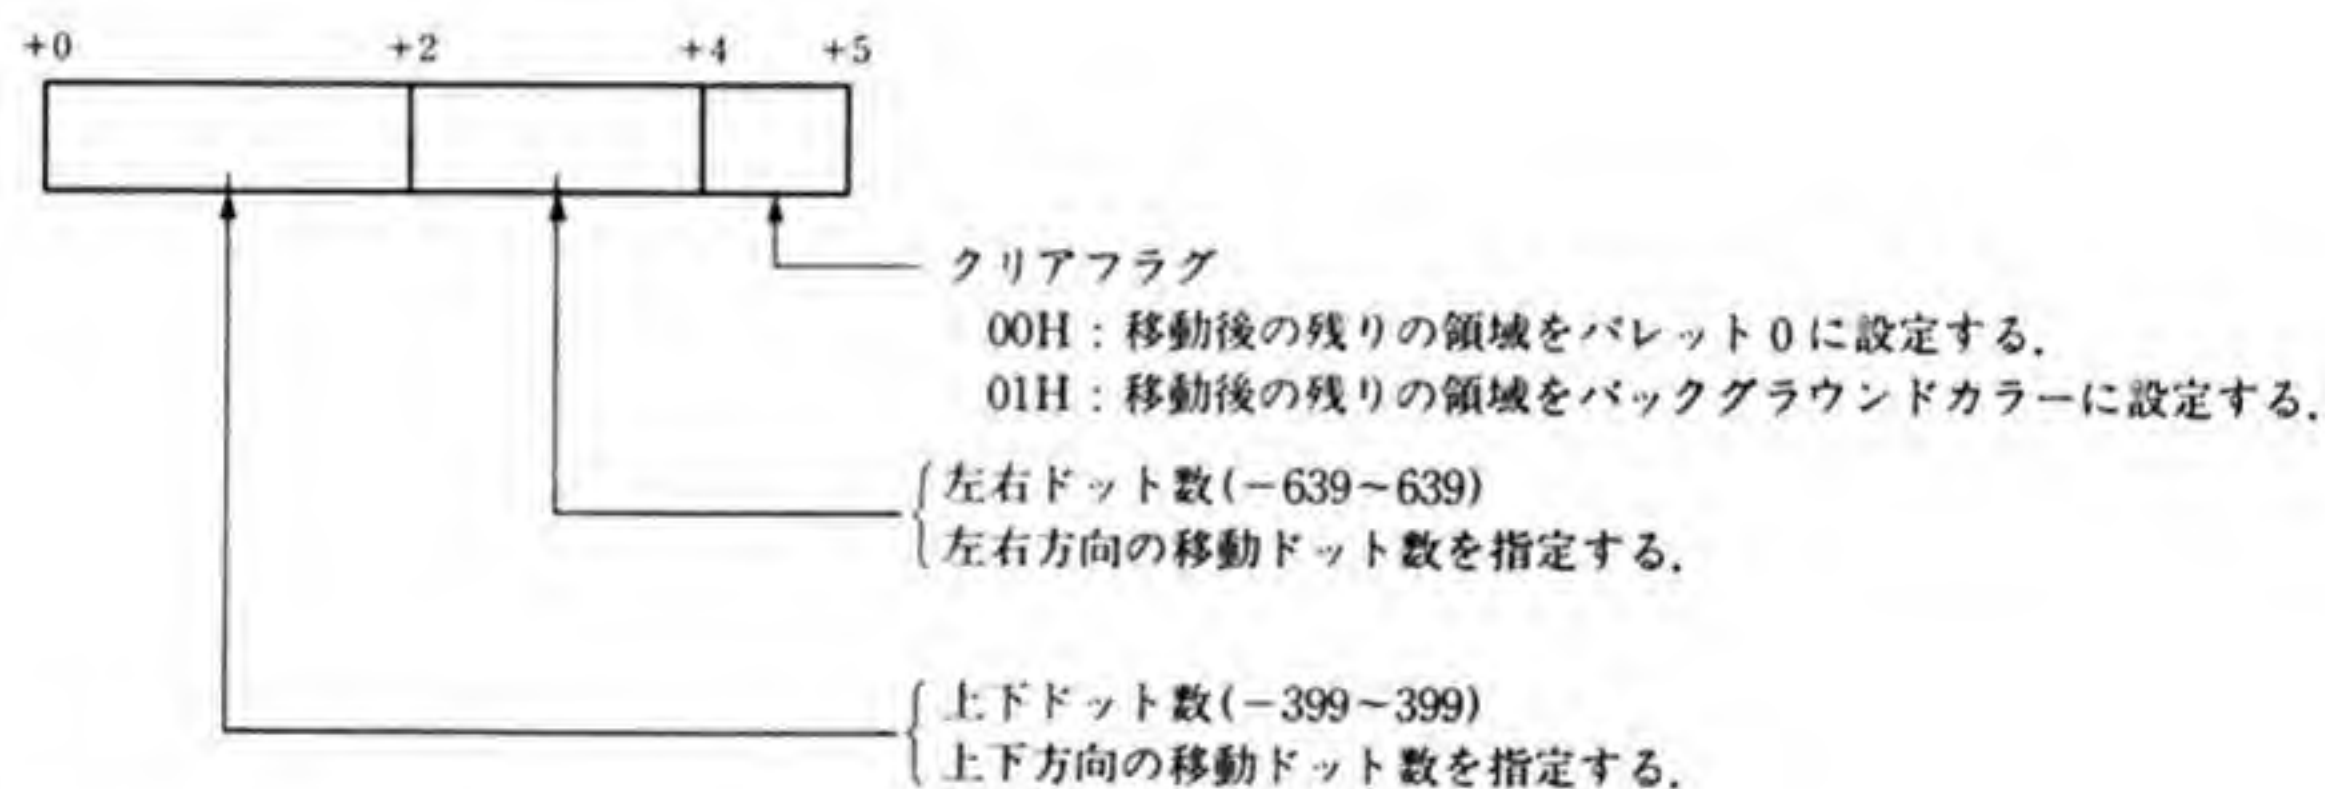 +0 +2 +4 +5
クリアフラグ
00H：移動後の残りの領域をパレット0に設定する．
01H：移動後の残りの領域をバックグラウンドカラーに設定する．
左右ドット数(−639〜639)
左右方向の移動ドット数を指定する．
上下ドット数(−399〜399)
上下方向の移動ドット数を指定する．